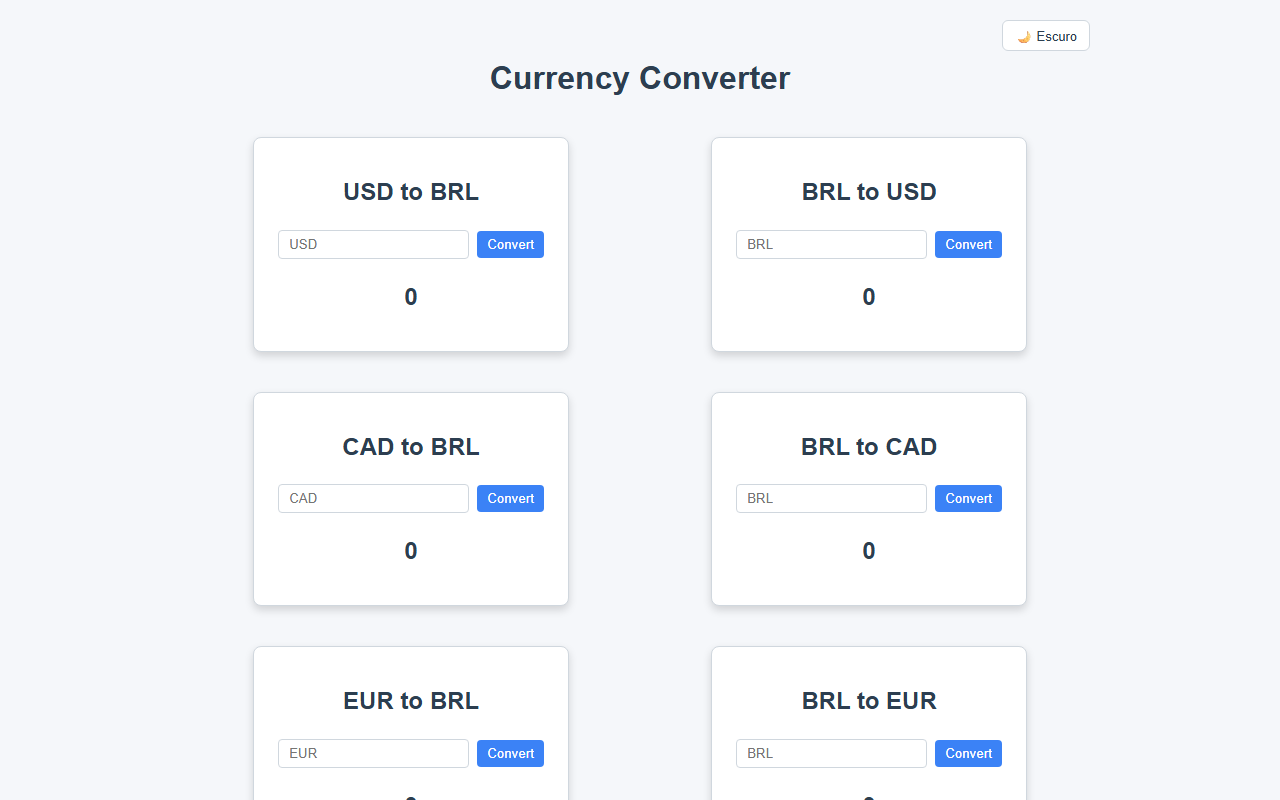 🌙 Escuro
Currency Converter
USD to BRL
USD Convert
0
BRL to USD
BRL Convert
0
CAD to BRL
CAD Convert
0
BRL to CAD
BRL Convert
0
EUR to BRL
EUR Convert
BRL to EUR
BRL Convert